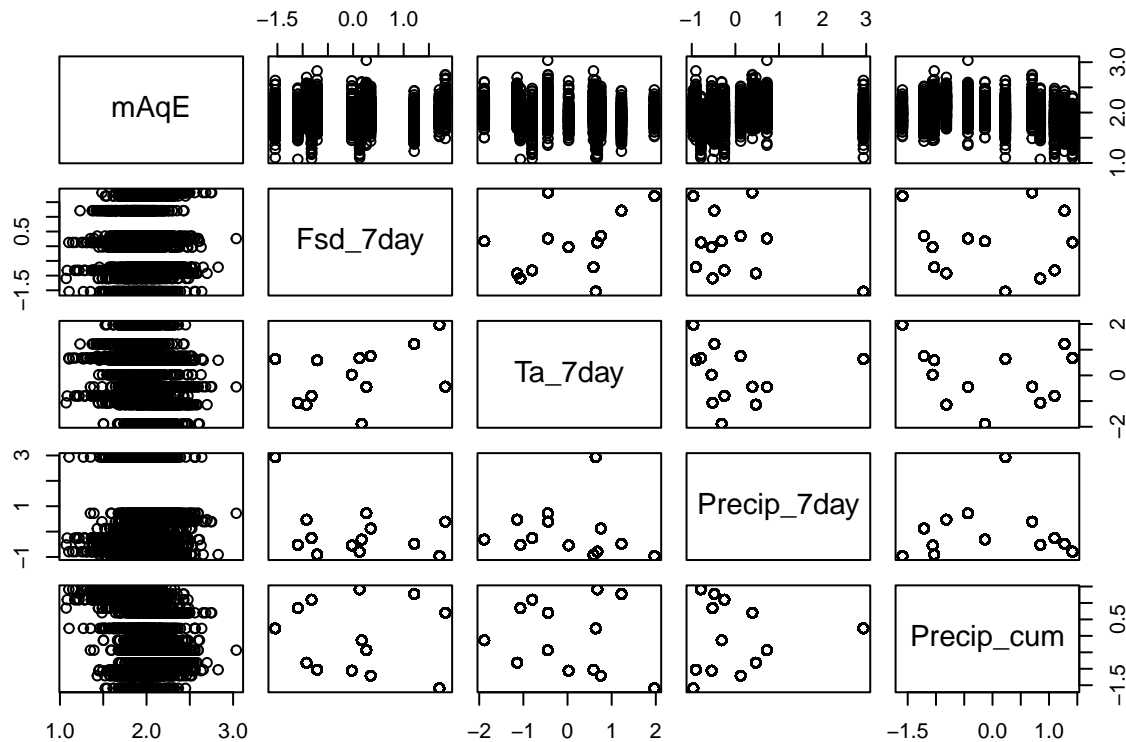 −1.5 0.0 1.0 −1 0 1 2 3
mAqE 1.0 2.0 3.0
−1.5 0.5 Fsd_7day
Ta_7day −2 0 2
−1 1 3 Precip_7day
Precip_cum −1.5 0.5
1.0 2.0 3.0 −2 −1 0 1 2 −1.5 0.0 1.0